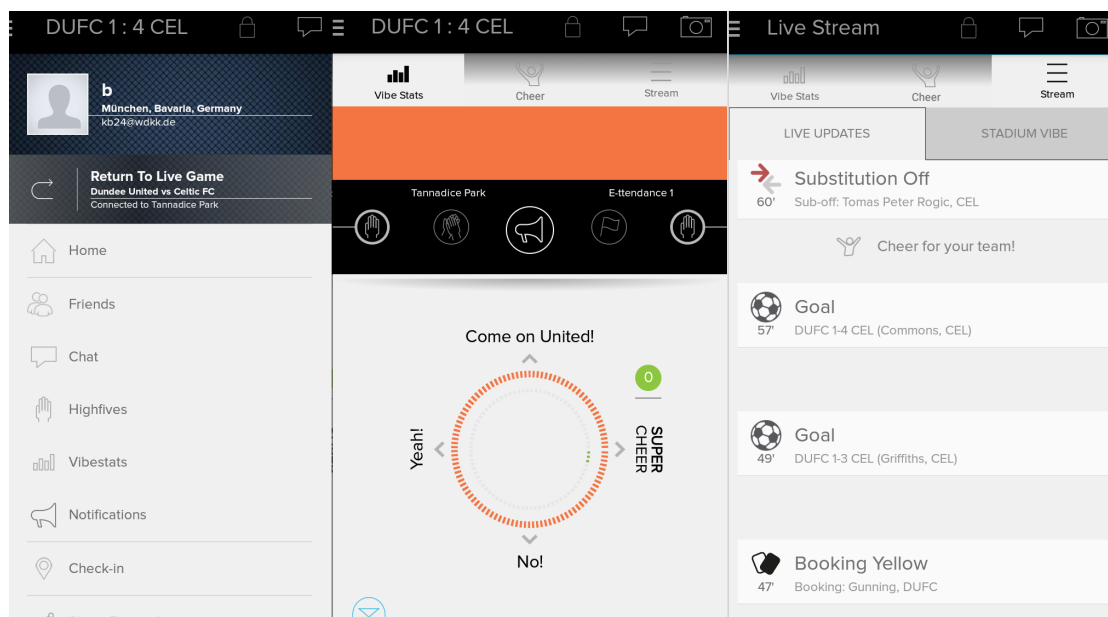 DUFC 1 : 4 CEL
b
München, Bavaria, Germany
kb24@wdkk.de
Return To Live Game
Dundee United vs Celtic FC
Connected to Tannadice Park
Home
Friends
Chat
Highfives
Vibestats
Notifications
Check-in
DUFC 1 : 4 CEL
Vibe Stats
Cheer
Stream
Tannadice Park
E-ttendance 1
Come on United!
0
Yeah!
SUPER
CHEER
No!
Live Stream
Vibe Stats
Cheer
Stream
LIVE UPDATES
STADIUM VIBE
Substitution Off
60'
Sub-off: Tomas Peter Rogic, CEL
Cheer for your team!
Goal
57'
DUFC 1-4 CEL (Commons, CEL)
Goal
49'
DUFC 1-3 CEL (Griffiths, CEL)
Booking Yellow
47'
Booking: Gunning, DUFC